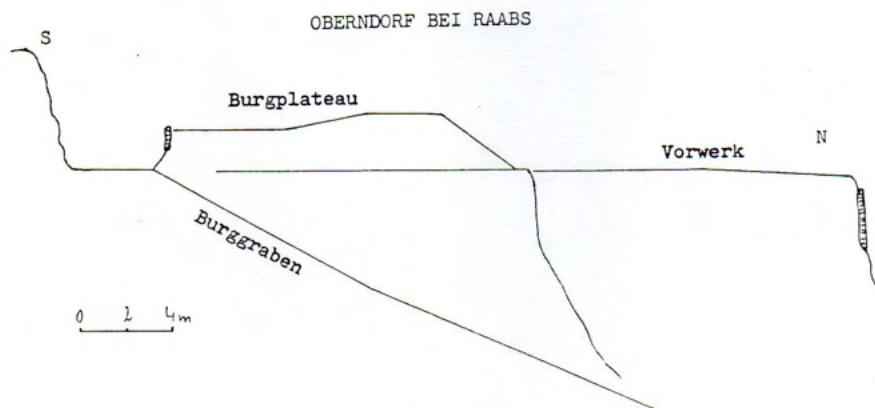 OBERNDORF BEI RAABS
S
Burgplateau
Vorwerk
N
Burggraben
0 2 4m